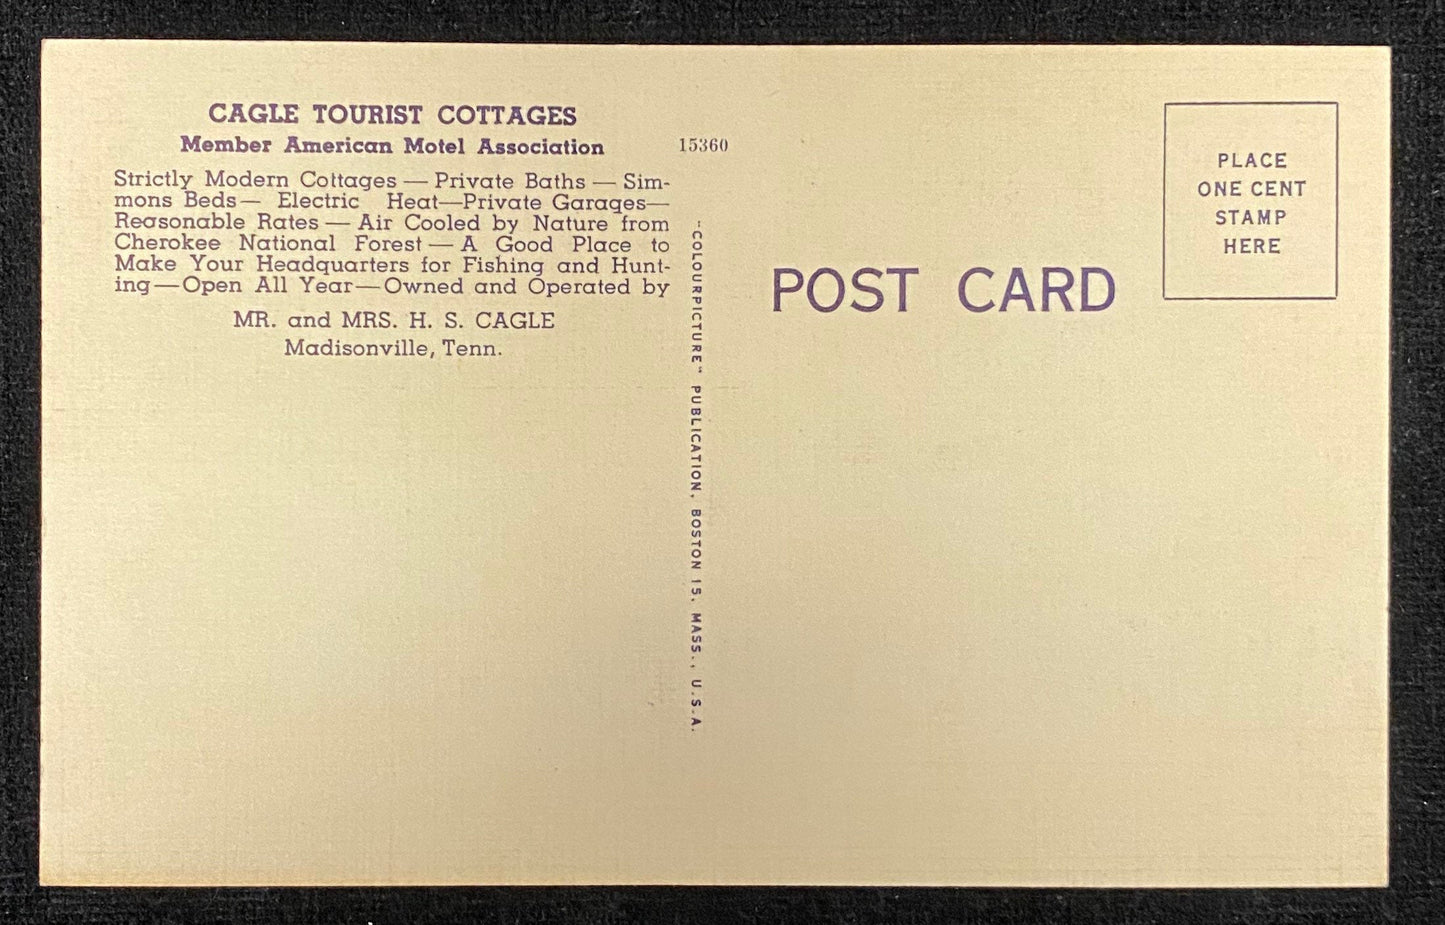 CAGLE TOURIST COTTAGES
Member American Motel Association
Strictly Modern Cottages — Private Baths — Sim-
mons Beds— Electric Heat—Private Garages—
Reasonable Rates — Air Cooled by Nature from
Cherokee National Forest — A Good Place to
Make Your Headquarters for Fishing and Hunt-
ing—Open All Year—Owned and Operated by
MR. and MRS. H. S. CAGLE
Madisonville, Tenn.
15360
"COLOURPICTURE" PUBLICATION, BOSTON 15, MASS., U.S.A.
POST CARD
PLACE
ONE CENT
STAMP
HERE